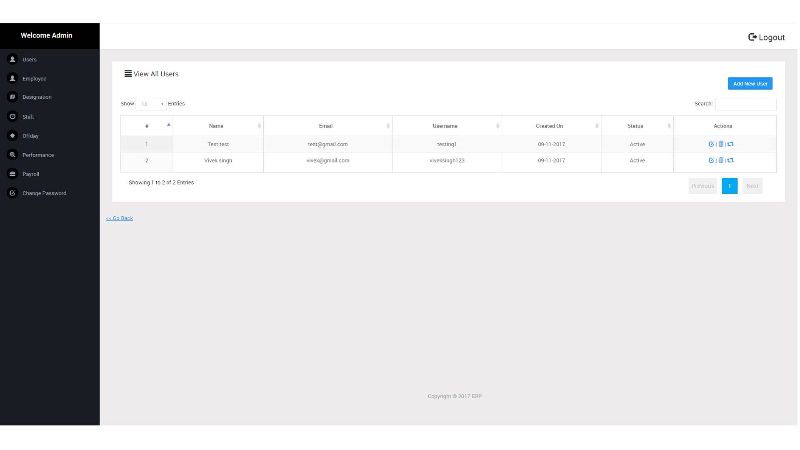 Welcome Admin
Logout
Users
Employee
Designation
Shift
Offday
Performance
Payroll
Change Password
View All Users
Add New User
Show 10 Entries
Search:
# Name Email Username Created On Status Actions
1 Test test test@gmail.com testing1 09-11-2017 Active
2 Vivek singh vivek@gmail.com viveksingh123 09-11-2017 Active
Showing 1 to 2 of 2 Entries
Previous 1 Next
<< Go Back
Copyright © 2017 ERP